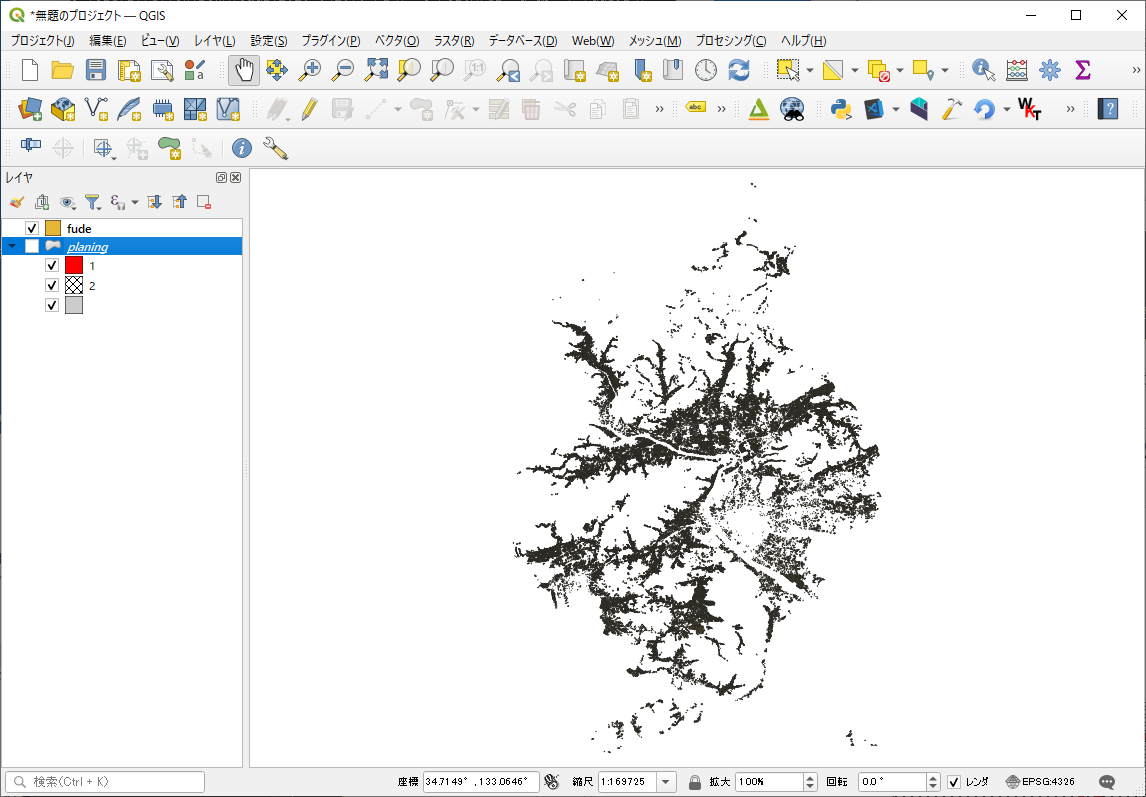 *無題のプロジェクト — QGIS
プロジェクト(J) 編集(E) ビュー(V) レイヤ(L) 設定(S) プラグイン(P) ベクタ(O) ラスタ(R) データベース(D) Web(W) メッシュ(M) プロセシング(C) ヘルプ(H)
a 1:1 Σ »
» abc » WKT » ?
レイヤ
ε
fude
planing
1
2
検索(Ctrl + K) 座標 34.7149°,133.0646° 縮尺 1:169725 拡大 100% 回転 0.0 ° レンダ EPSG:4326